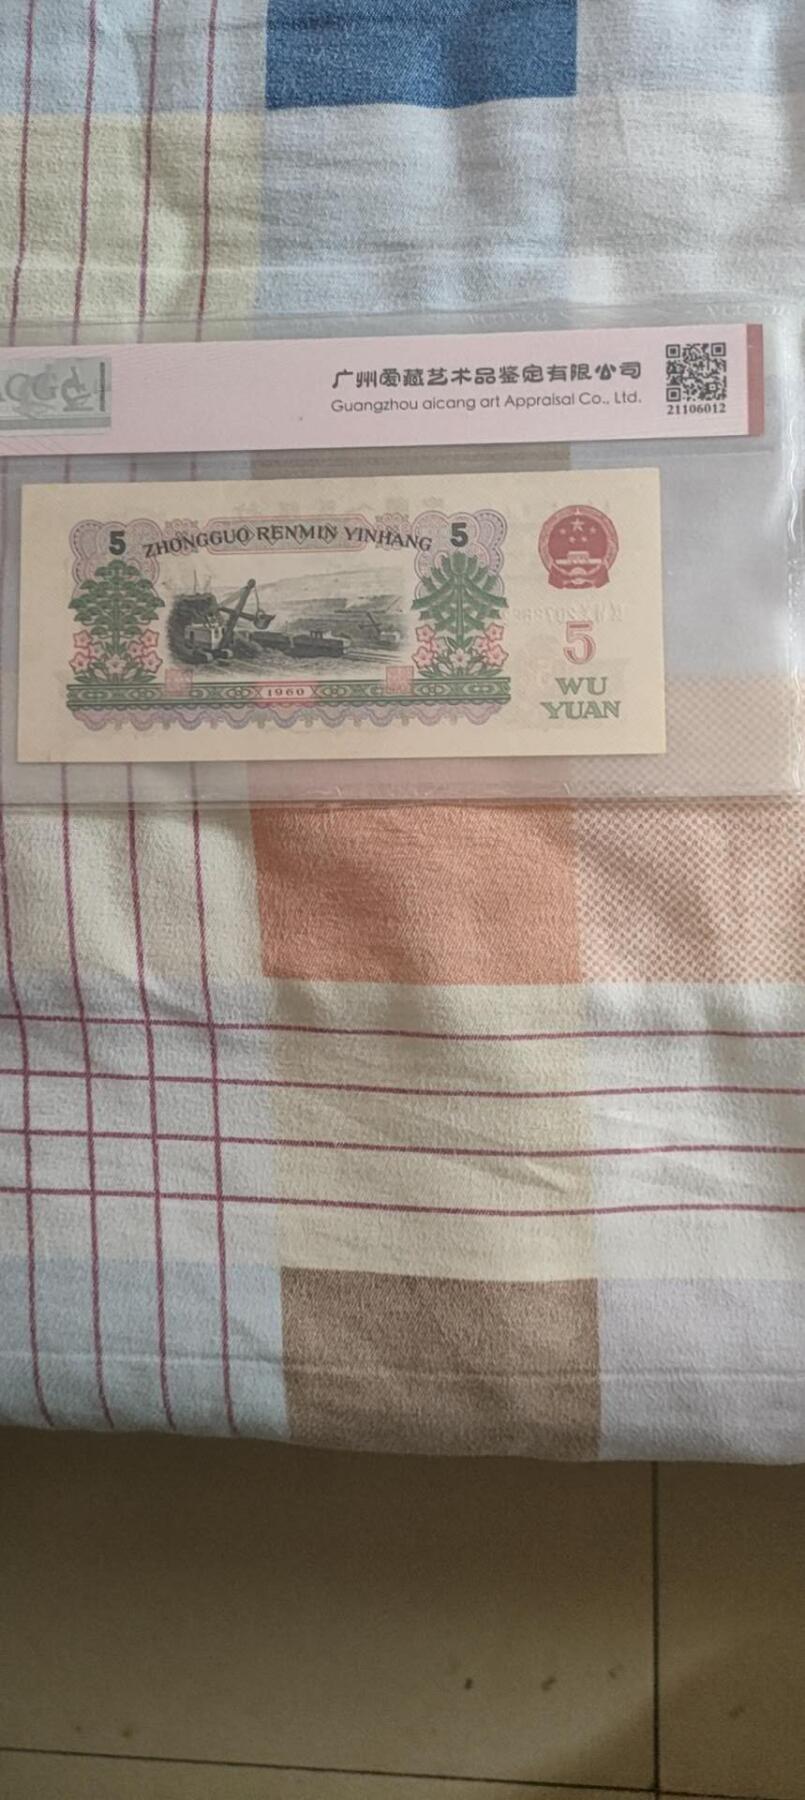 广州爱藏艺术品鉴定有限公司
Guangzhou aicang art Appraisal Co., Ltd.
21106012
5 ZHONGGUO RENMIN YINHANG 5
5
WU
YUAN
1960